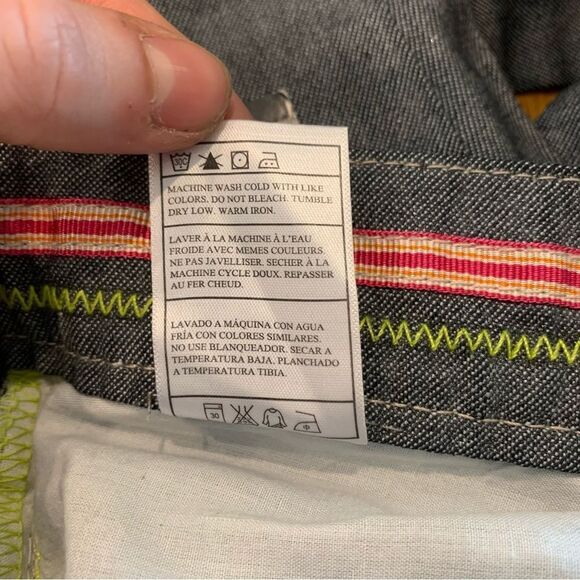 30C
MACHINE WASH COLD WITH LIKE
COLORS. DO NOT BLEACH. TUMBLE
DRY LOW. WARM IRON.
LAVER À LA MACHINE À L'EAU
FROIDE AVEC MEMES COULEURS.
NE PAS JAVELLISER. SECHER À LA
MACHINE CYCLE DOUX. REPASSER
AU FER CHEUD.
LAVADO A MÁQUINA CON AGUA
FRÍA CON COLORES SIMILARES.
NO USE BLANQUEADOR. SECAR A
TEMPERATURA BAJA. PLANCHADO
A TEMPERATURA TIBIA.
30